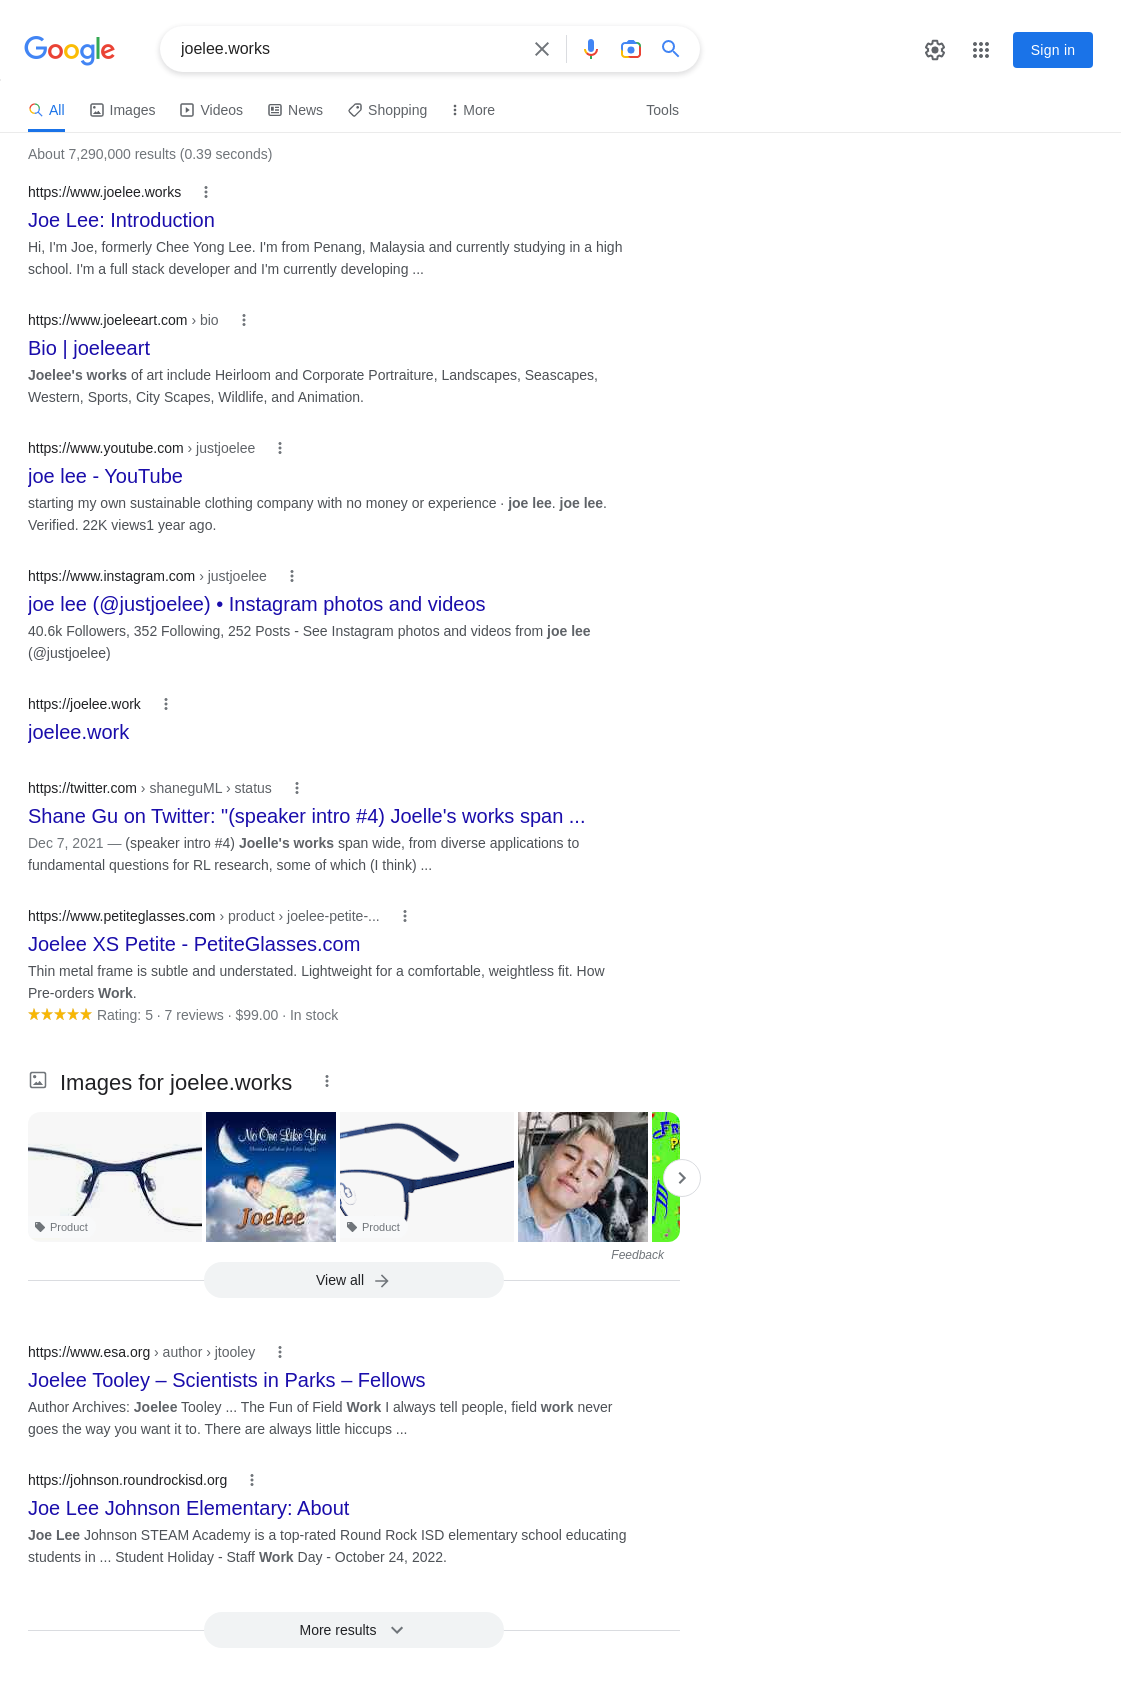 Google
joelee.works
Sign in
All
Images
Videos
News
Shopping
More
Tools
About 7,290,000 results (0.39 seconds)
https://www.joelee.works
Joe Lee: Introduction
Hi, I'm Joe, formerly Chee Yong Lee. I'm from Penang, Malaysia and currently studying in a high
school. I'm a full stack developer and I'm currently developing ...
https://www.joeleeart.com › bio
Bio | joeleeart
Joelee's works of art include Heirloom and Corporate Portraiture, Landscapes, Seascapes,
Western, Sports, City Scapes, Wildlife, and Animation.
https://www.youtube.com › justjoelee
joe lee - YouTube
starting my own sustainable clothing company with no money or experience · joe lee. joe lee.
Verified. 22K views1 year ago.
https://www.instagram.com › justjoelee
joe lee (@justjoelee) • Instagram photos and videos
40.6k Followers, 352 Following, 252 Posts - See Instagram photos and videos from joe lee
(@justjoelee)
https://joelee.work
joelee.work
https://twitter.com › shaneguML › status
Shane Gu on Twitter: "(speaker intro #4) Joelle's works span ...
Dec 7, 2021 — (speaker intro #4) Joelle's works span wide, from diverse applications to
fundamental questions for RL research, some of which (I think) ...
https://www.petiteglasses.com › product › joelee-petite-...
Joelee XS Petite - PetiteGlasses.com
Thin metal frame is subtle and understated. Lightweight for a comfortable, weightless fit. How
Pre-orders Work.
Rating: 5 · 7 reviews · $99.00 · In stock
Images for joelee.works
No One Like You
Joelee
Product
Product
Feedback
View all
https://www.esa.org › author › jtooley
Joelee Tooley – Scientists in Parks – Fellows
Author Archives: Joelee Tooley ... The Fun of Field Work I always tell people, field work never
goes the way you want it to. There are always little hiccups ...
https://johnson.roundrockisd.org
Joe Lee Johnson Elementary: About
Joe Lee Johnson STEAM Academy is a top-rated Round Rock ISD elementary school educating
students in ... Student Holiday - Staff Work Day - October 24, 2022.
More results